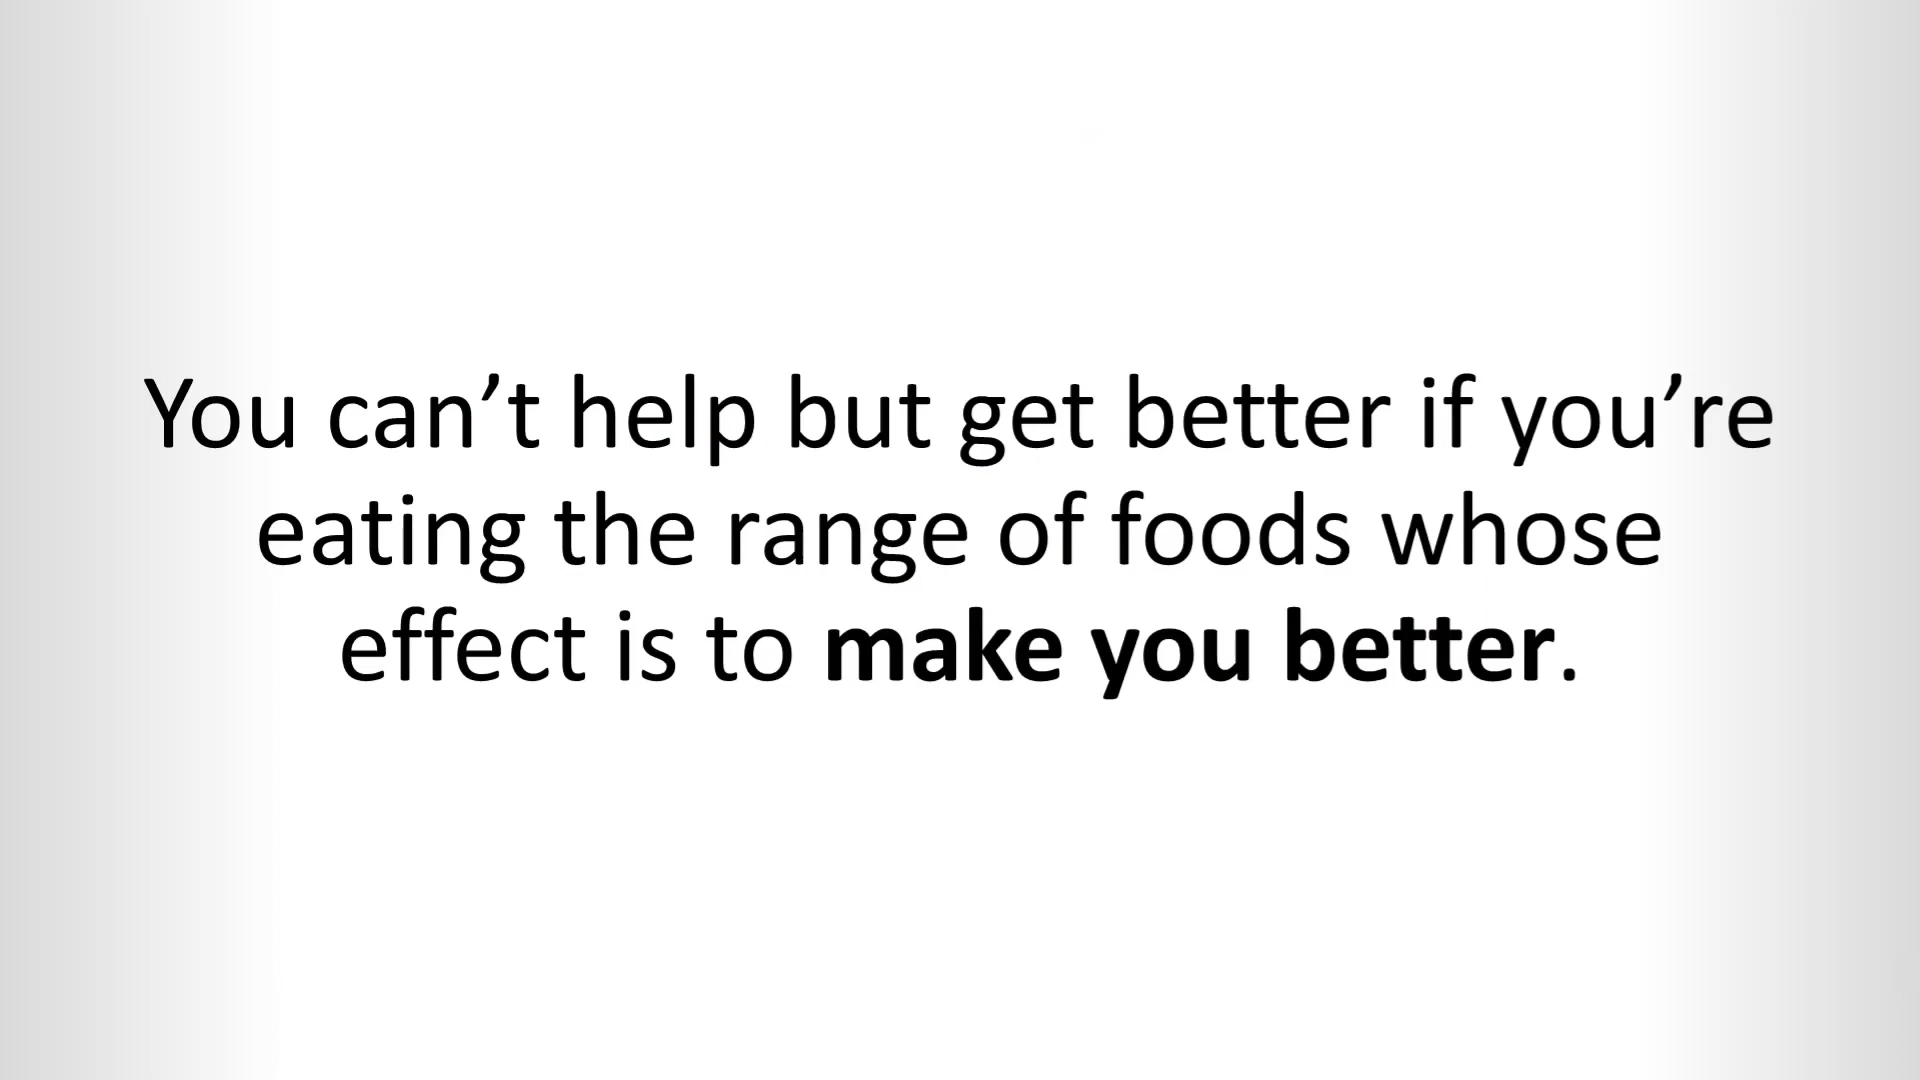 You can’t help but get better if you’re
eating the range of foods whose
effect is to make you better.